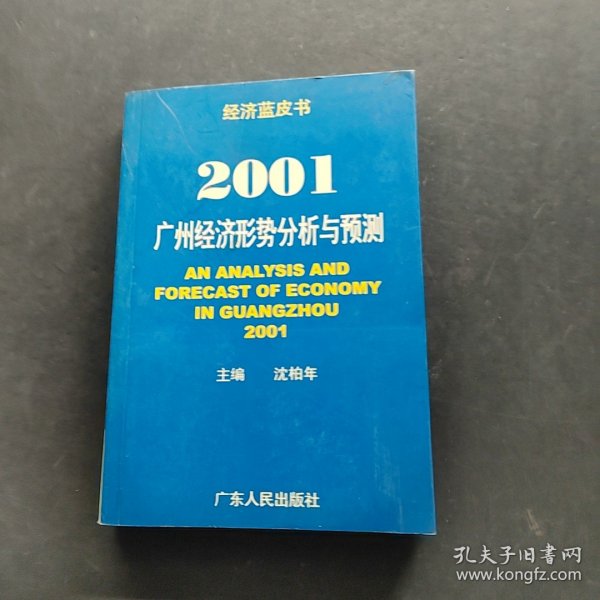 经济蓝皮书
2001
广州经济形势分析与预测
AN ANALYSIS AND
FORECAST OF ECONOMY
IN GUANGZHOU
2001
主编 沈柏年
广东人民出版社
孔夫子旧书网
www.kongfz.com